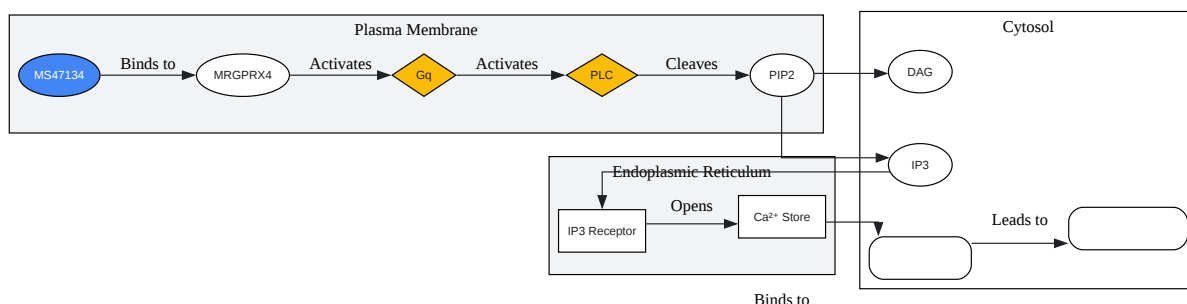 Plasma Membrane
Cytosol
MS47134
Binds to
MRGPRX4
Activates
Gq
Activates
PLC
Cleaves
PIP2
DAG
IP3
Endoplasmic Reticulum
IP3 Receptor
Opens
Ca²⁺ Store
Leads to
Binds to